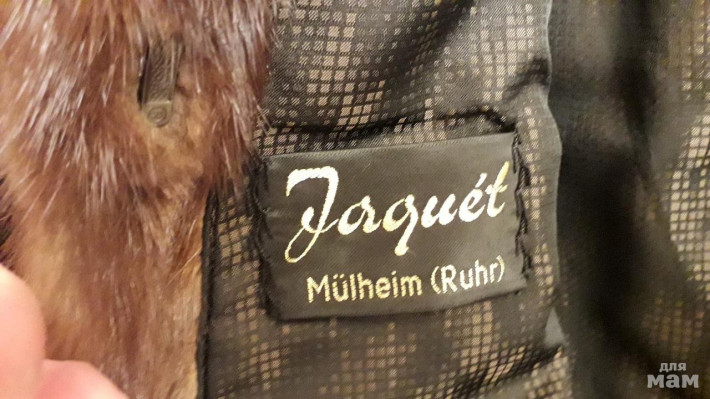 Jaquét
Mülheim (Ruhr)
для
мам